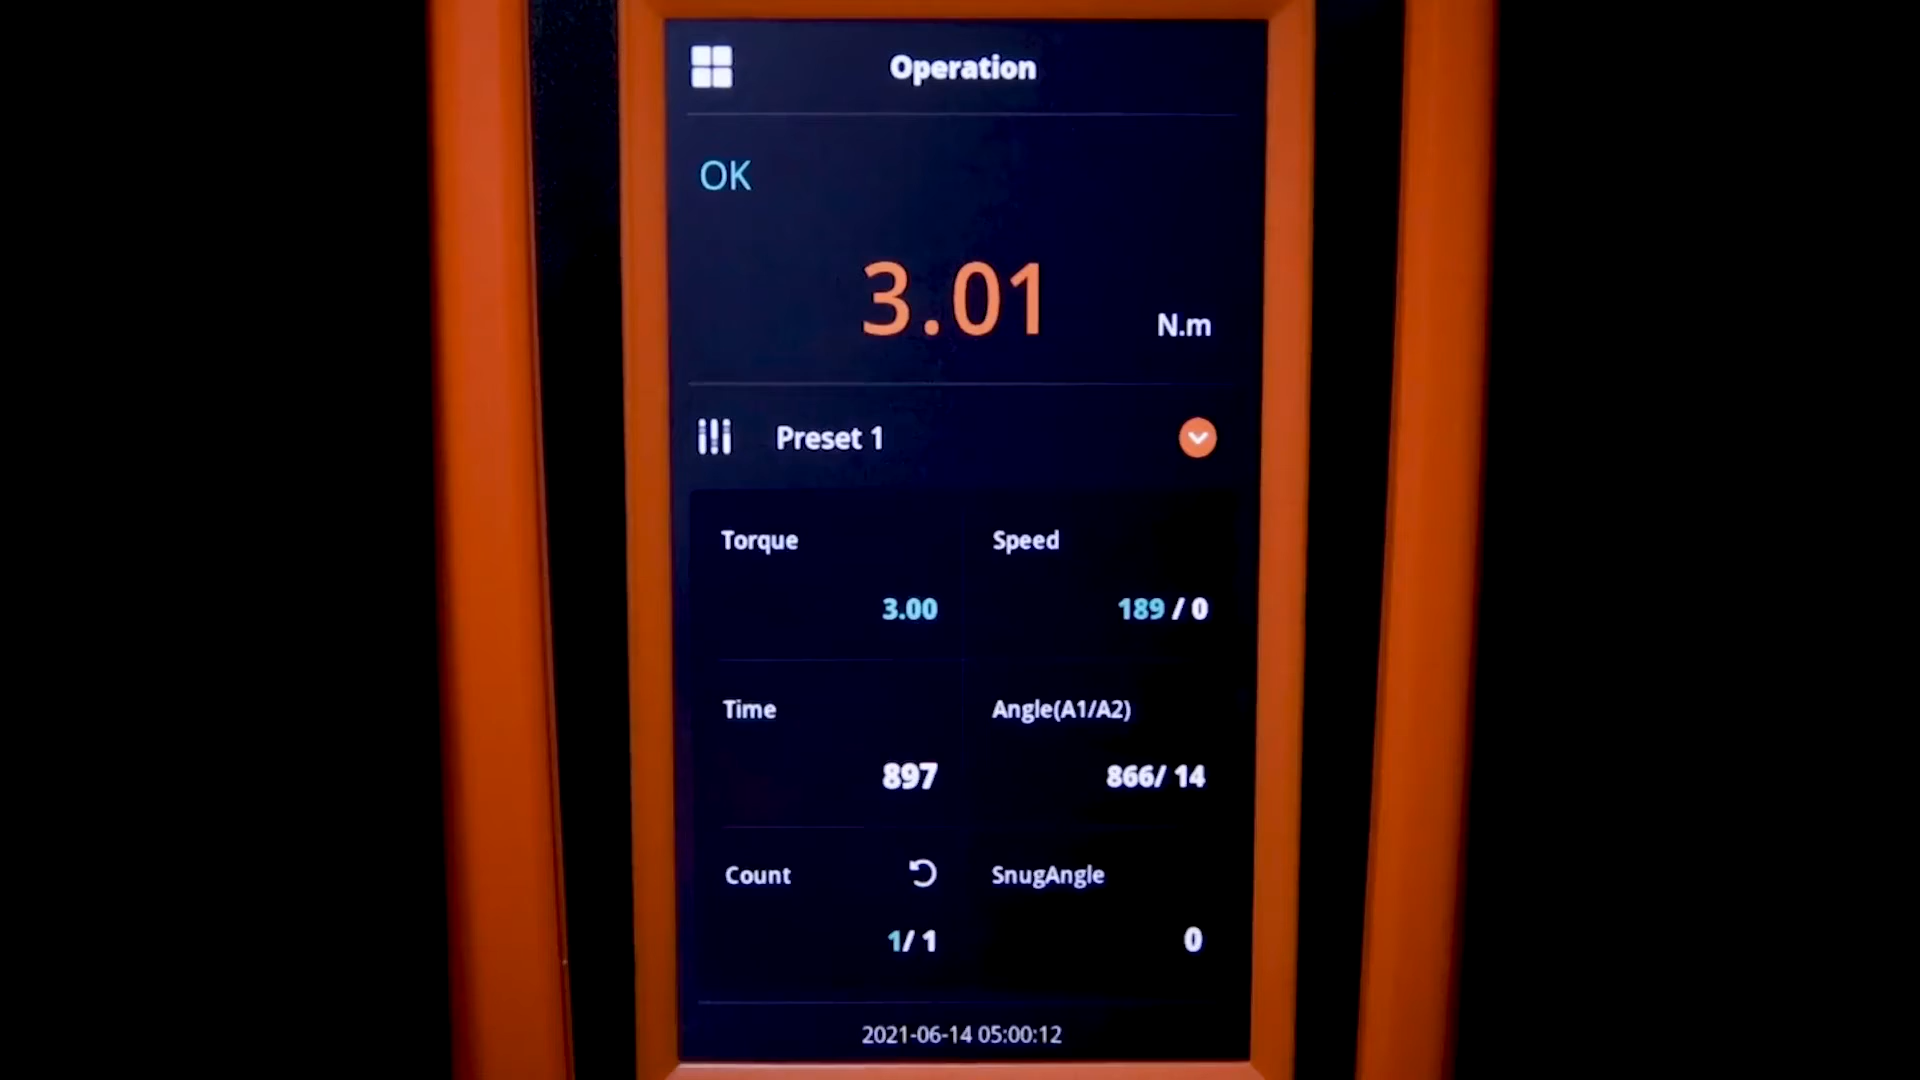 Operation
OK
3.01 N.m
Preset 1
Torque Speed
3.00 189 / 0
Time Angle(A1/A2)
897 866/ 14
Count SnugAngle
1/ 1 0
2021-06-14 05:00:12